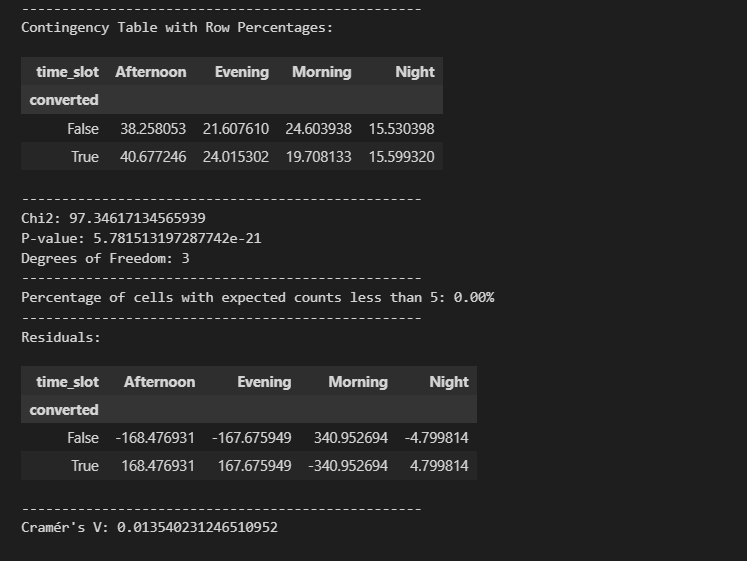 --------------------------------------------------
Contingency Table with Row Percentages:
time_slot Afternoon Evening Morning Night
converted
False 38.258053 21.607610 24.603938 15.530398
True 40.677246 24.015302 19.708133 15.599320
--------------------------------------------------
Chi2: 97.34617134565939
P-value: 5.781513197287742e-21
Degrees of Freedom: 3
--------------------------------------------------
Percentage of cells with expected counts less than 5: 0.00%
--------------------------------------------------
Residuals:
time_slot Afternoon Evening Morning Night
converted
False -168.476931 -167.675949 340.952694 -4.799814
True 168.476931 167.675949 -340.952694 4.799814
--------------------------------------------------
Cramér's V: 0.013540231246510952